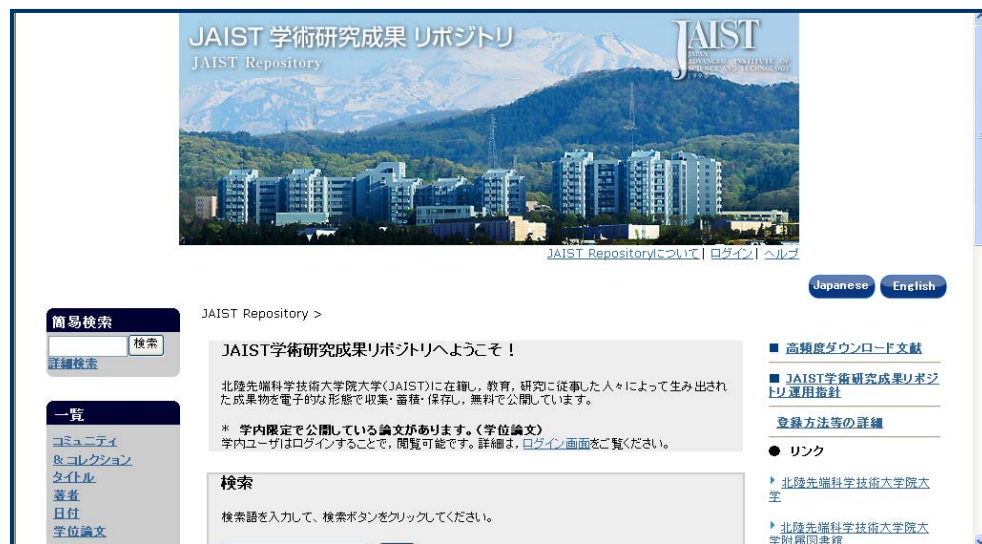 JAIST 学術研究成果 リポジトリ
JAIST Repository
JAIST
JAPAN
ADVANCED INSTITUTE OF
SCIENCE AND TECHNOLOGY
1990
JAIST Repositoryについて| ログイン| ヘルプ
Japanese English
簡易検索
検索
詳細検索
一覧
コミュニティ
& コレクション
タイトル
著者
日付
学位論文
JAIST Repository >
JAIST学術研究成果リポジトリへようこそ！
北陸先端科学技術大学院大学(JAIST)に在籍し，教育，研究に従事した人々によって生み出され
た成果物を電子的な形態で収集・蓄積・保存し，無料で公開しています。
* 学内限定で公開している論文があります。(学位論文)
学内ユーザはログインすることで，閲覧可能です。詳細は，ログイン画面をご覧ください。
検索
検索語を入力して、検索ボタンをクリックしてください。
■ 高頻度ダウンロード文献
■ JAIST学術研究成果リポジ
トリ運用指針
登録方法等の詳細
● リンク
北陸先端科学技術大学院大
学
北陸先端科学技術大学院大
学附属図書館